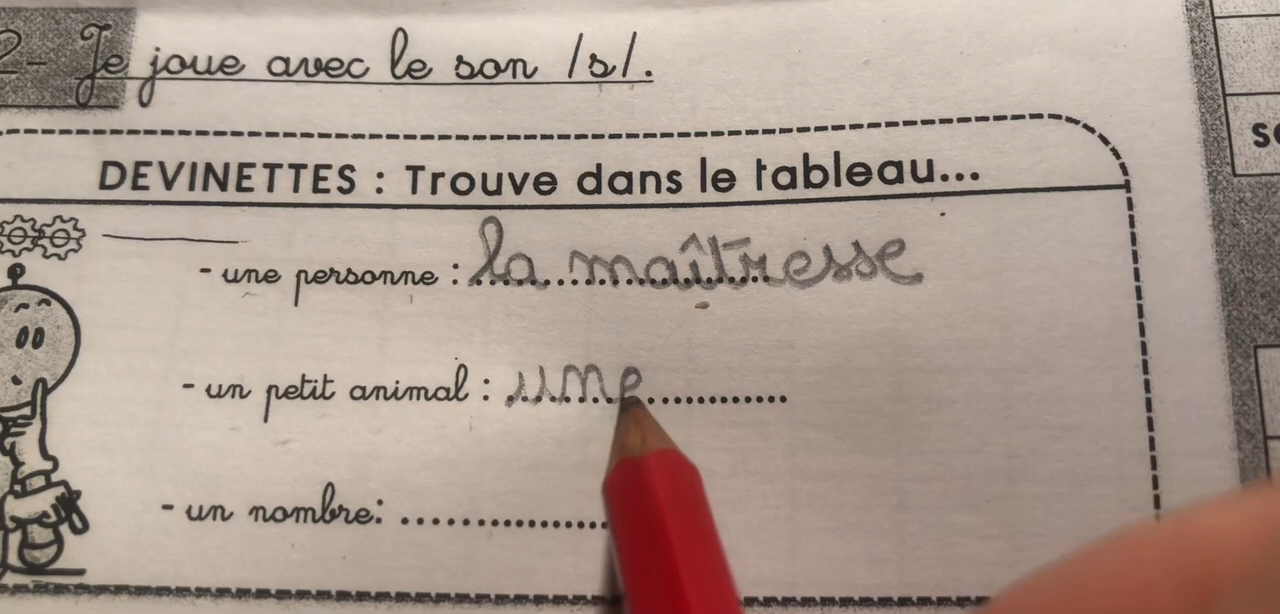 2- Je joue avec le son /s/.
DEVINETTES : Trouve dans le tableau...
- une personne : la maîtresse
- un petit animal : une
- un nombre: